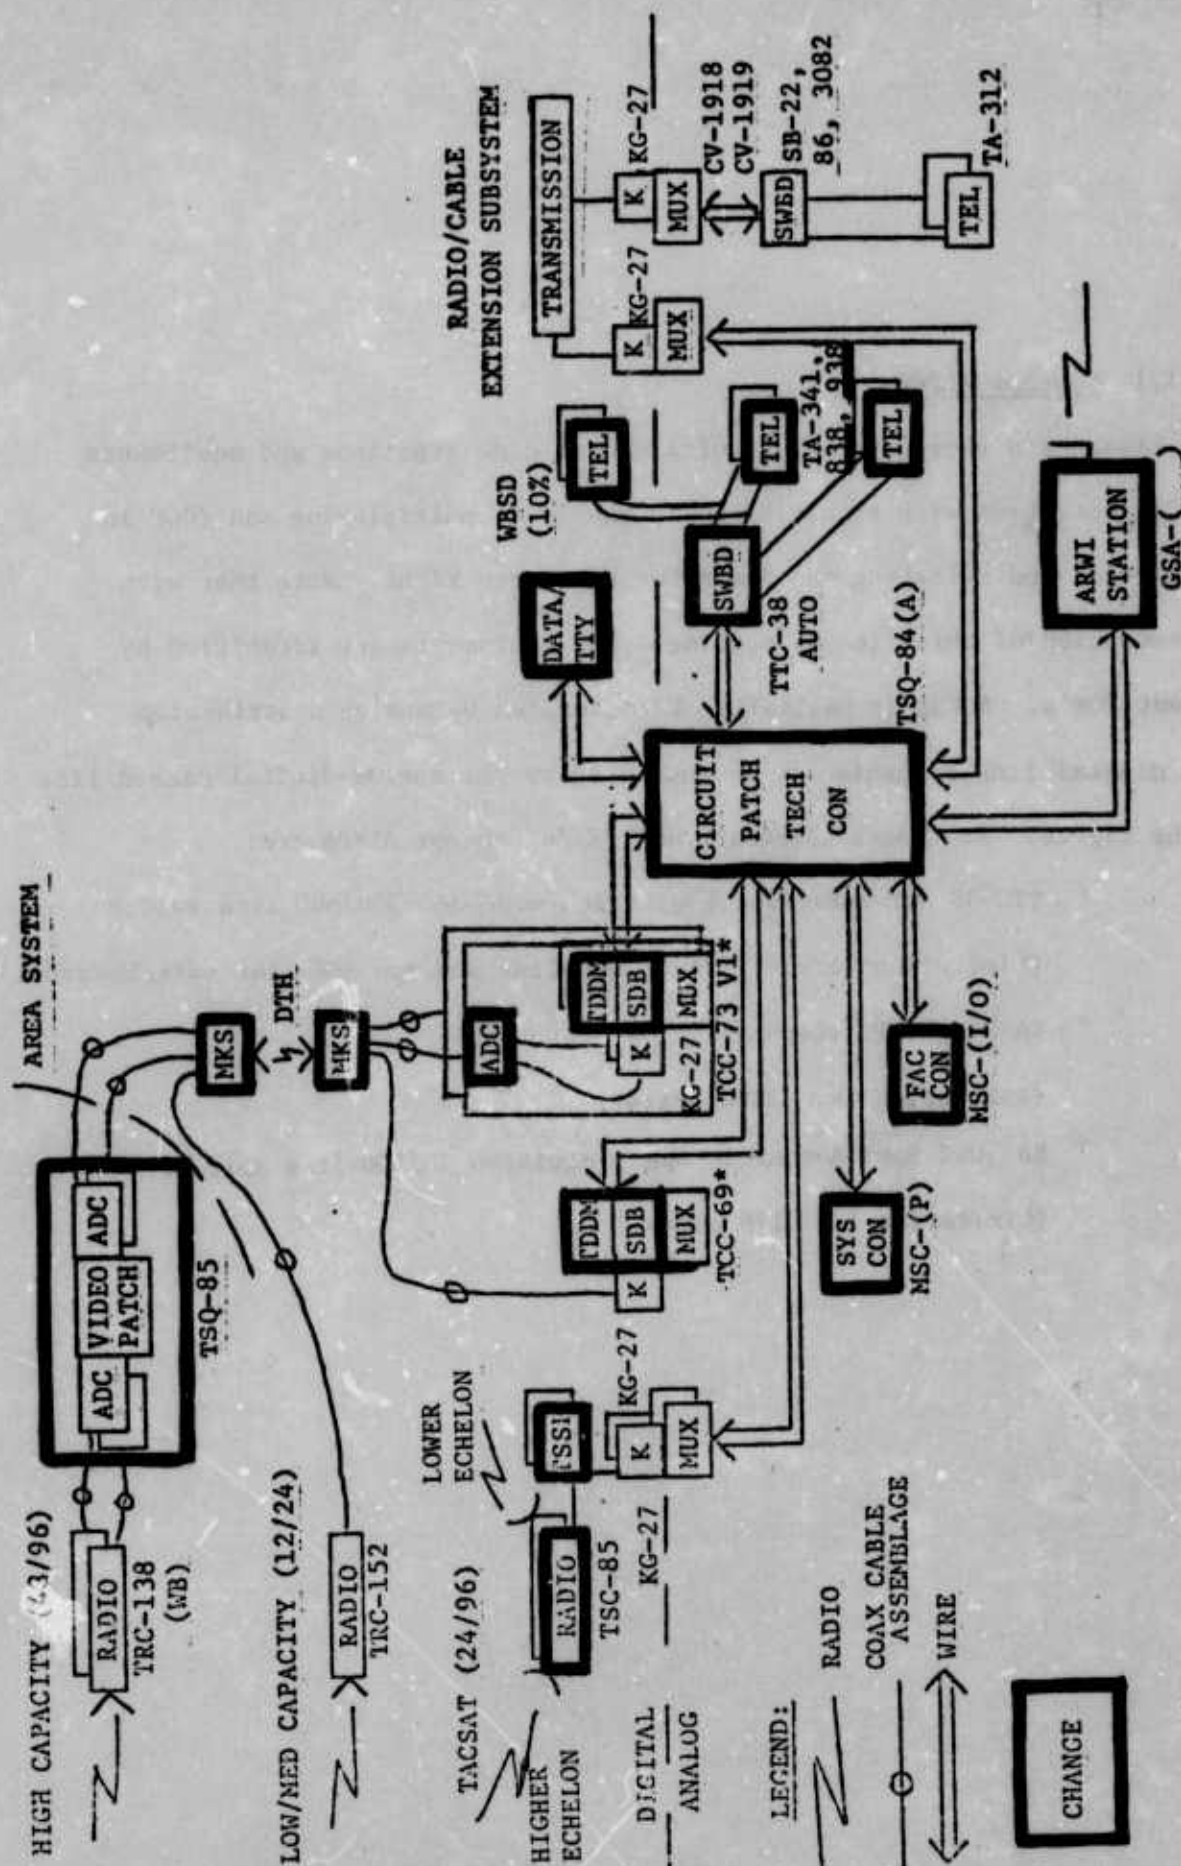 HIGH CAPACITY (43/96)
RADIO
TRC-138
(WB)
ADC
VIDEO
PATCH
ADC
TSQ-85
AREA SYSTEM
LOW/MED CAPACITY (12/24)
RADIO
TRC-152
MKS
DTH
MKS
TACSAT (24/96)
HIGHER
ECHELON
LOWER
ECHELON
RADIO
TSC-85
TSSI
KG-27
K
MUX
TDDM
SDB
MUX
K
TCC-69*
ADC
TDDM
SDB
MUX
K
KG-27
TCC-73 V1*
DIGITAL
KG-27
ANALOG
CIRCUIT
PATCH
TECH
CON
TSQ-84(A)
DATA/
TTY
WBSD
(10%)
TEL
SWBD
TTC-38
AUTO
TEL
TA-341,
838, 938
TEL
RADIO/CABLE
EXTENSION SUBSYSTEM
TRANSMISSION
K
KG-27
MUX
K
KG-27
MUX
CV-1918
CV-1919
SWBD
SB-22,
86, 3082
TEL
TA-312
SYS
CON
MSC-(P)
FAC
CON
MSC-(I/O)
ARWI
STATION
GSA-( )
LEGEND:
RADIO
COAX CABLE
ASSEMBLAGE
WIRE
CHANGE